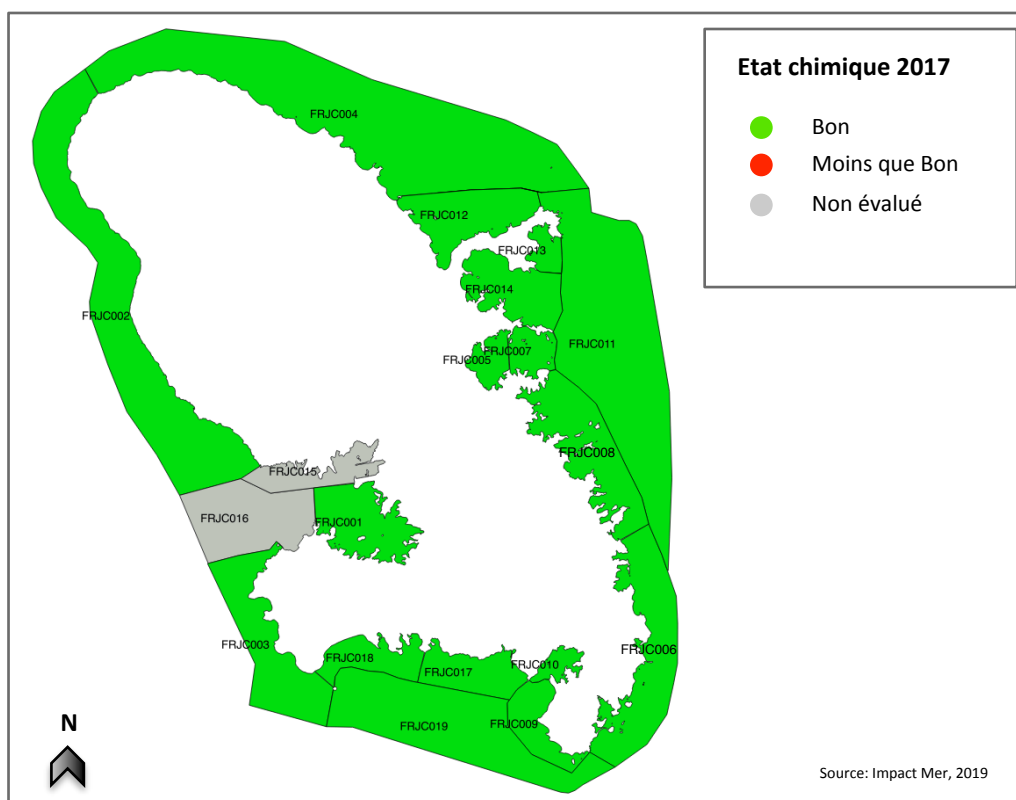 Etat chimique 2017
Bon
Moins que Bon
Non évalué
FRJC004
FRJC012
FRJC013
FRJC014
FRJC002
FRJC007
FRJC005
FRJC011
FRJC008
FRJC015
FRJC016
FRJC001
FRJC003
FRJC006
FRJC018
FRJC010
FRJC017
FRJC019
FRJC009
N
Source: Impact Mer, 2019